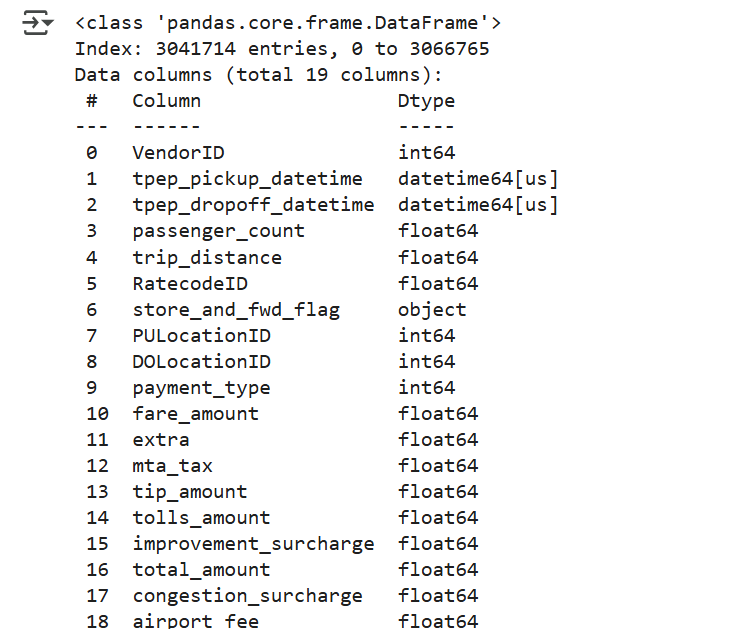 <class 'pandas.core.frame.DataFrame'>
Index: 3041714 entries, 0 to 3066765
Data columns (total 19 columns):
 #   Column                 Dtype
---  ------                 -----
 0   VendorID               int64
 1   tpep_pickup_datetime   datetime64[us]
 2   tpep_dropoff_datetime  datetime64[us]
 3   passenger_count        float64
 4   trip_distance          float64
 5   RatecodeID             float64
 6   store_and_fwd_flag     object
 7   PULocationID           int64
 8   DOLocationID           int64
 9   payment_type           int64
 10  fare_amount            float64
 11  extra                  float64
 12  mta_tax                float64
 13  tip_amount             float64
 14  tolls_amount           float64
 15  improvement_surcharge  float64
 16  total_amount           float64
 17  congestion_surcharge   float64
 18  airport_fee            float64